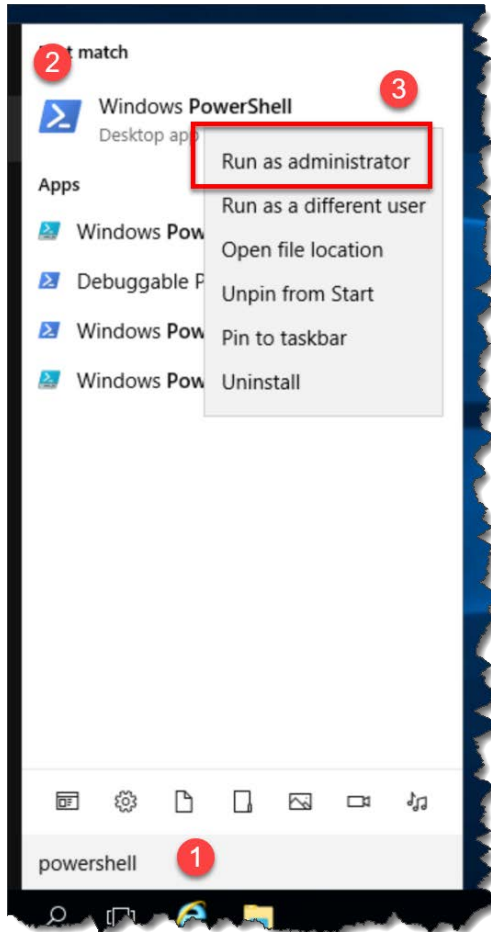 2
t match
3
Windows PowerShell
Desktop app
Run as administrator
Apps
Run as a different user
Windows Pow
Open file location
Debuggable P
Unpin from Start
Windows Pow
Pin to taskbar
Windows Pow
Uninstall
powershell
1